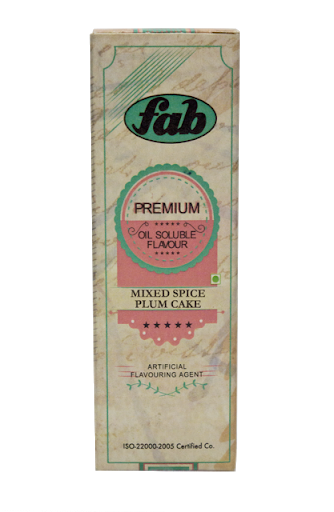 fab
PREMIUM
OIL SOLUBLE
FLAVOUR
MIXED SPICE
PLUM CAKE
ARTIFICIAL
FLAVOURING AGENT
ISO-22000-2005 Certified Co.